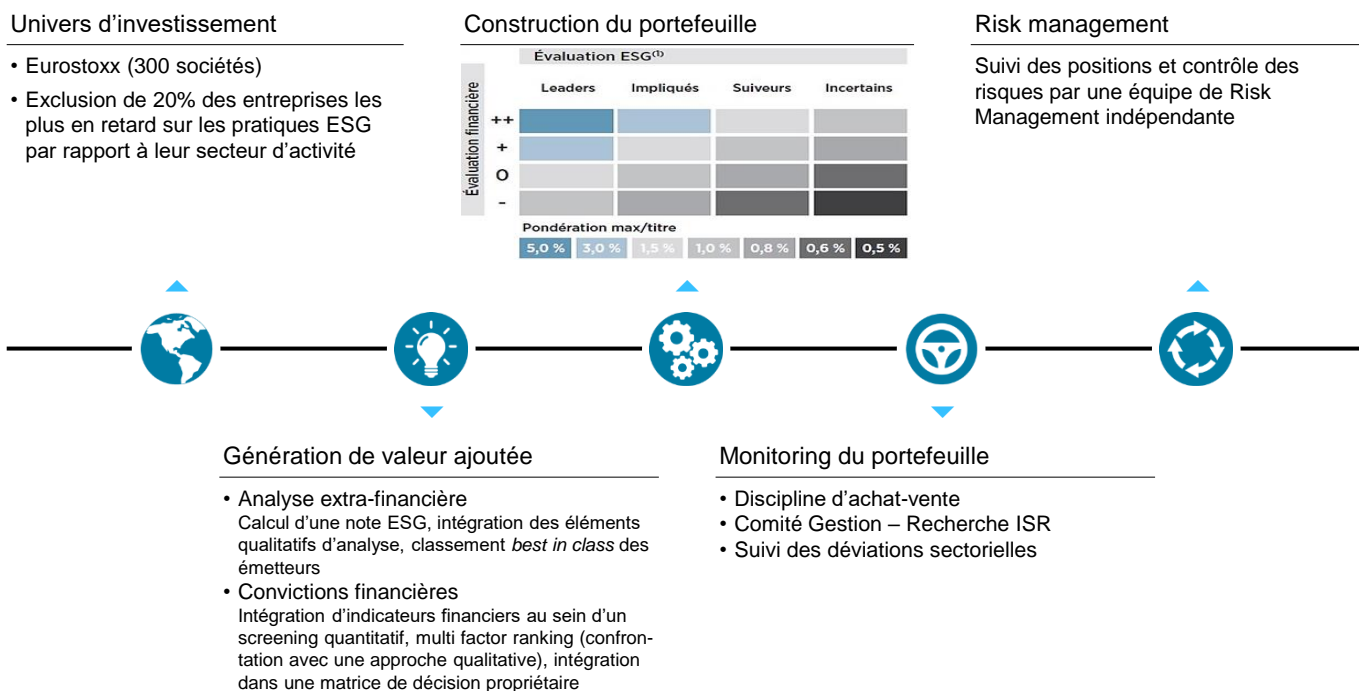 Univers d’investissement
• Eurostoxx (300 sociétés)
• Exclusion de 20% des entreprises les
plus en retard sur les pratiques ESG
par rapport à leur secteur d’activité
Construction du portefeuille
Évaluation ESG⁽¹⁾
Évaluation financière
Leaders Impliqués Suiveurs Incertains
++
+
O
-
Pondération max/titre
5,0 % 3,0 % 1,5 % 1,0 % 0,8 % 0,6 % 0,5 %
Risk management
Suivi des positions et contrôle des
risques par une équipe de Risk
Management indépendante
Génération de valeur ajoutée
• Analyse extra-financière
Calcul d’une note ESG, intégration des éléments
qualitatifs d’analyse, classement best in class des
émetteurs
• Convictions financières
Intégration d’indicateurs financiers au sein d’un
screening quantitatif, multi factor ranking (confron-
tation avec une approche qualitative), intégration
dans une matrice de décision propriétaire
Monitoring du portefeuille
• Discipline d’achat-vente
• Comité Gestion – Recherche ISR
• Suivi des déviations sectorielles